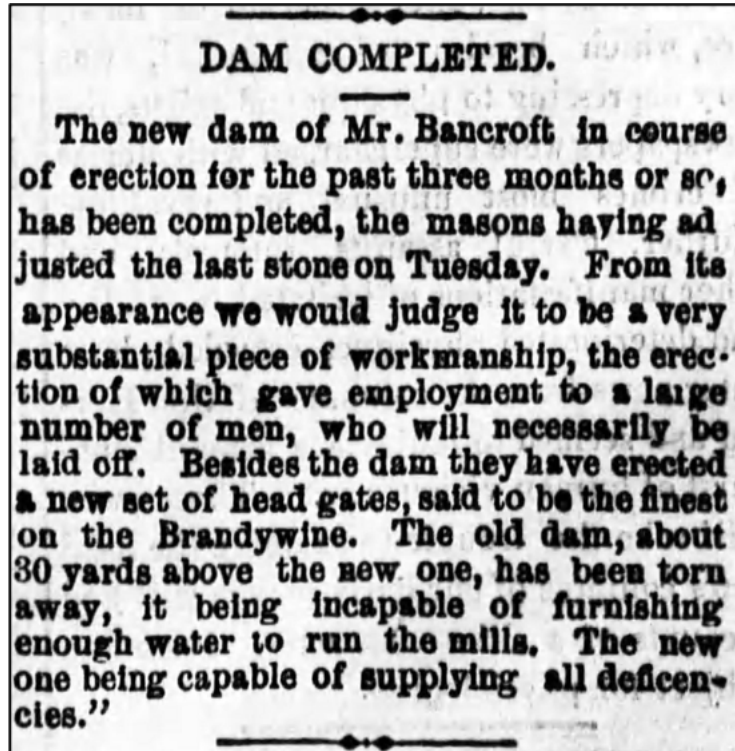 DAM COMPLETED.
The new dam of Mr. Bancroft in course
of erection for the past three months or so,
has been completed, the masons haying ad
justed the last stone on Tuesday. From its
appearance we would judge it to be a very
substantial piece of workmanship, the erec-
tion of which gave employment to a large
number of men, who will necessarily be
laid off. Besides the dam they have erected
a new set of head gates, said to be the finest
on the Brandywine. The old dam, about
30 yards above the new one, has been torn
away, it being incapable of furnishing
enough water to run the mills. The new
one being capable of supplying all deficen-
cies."